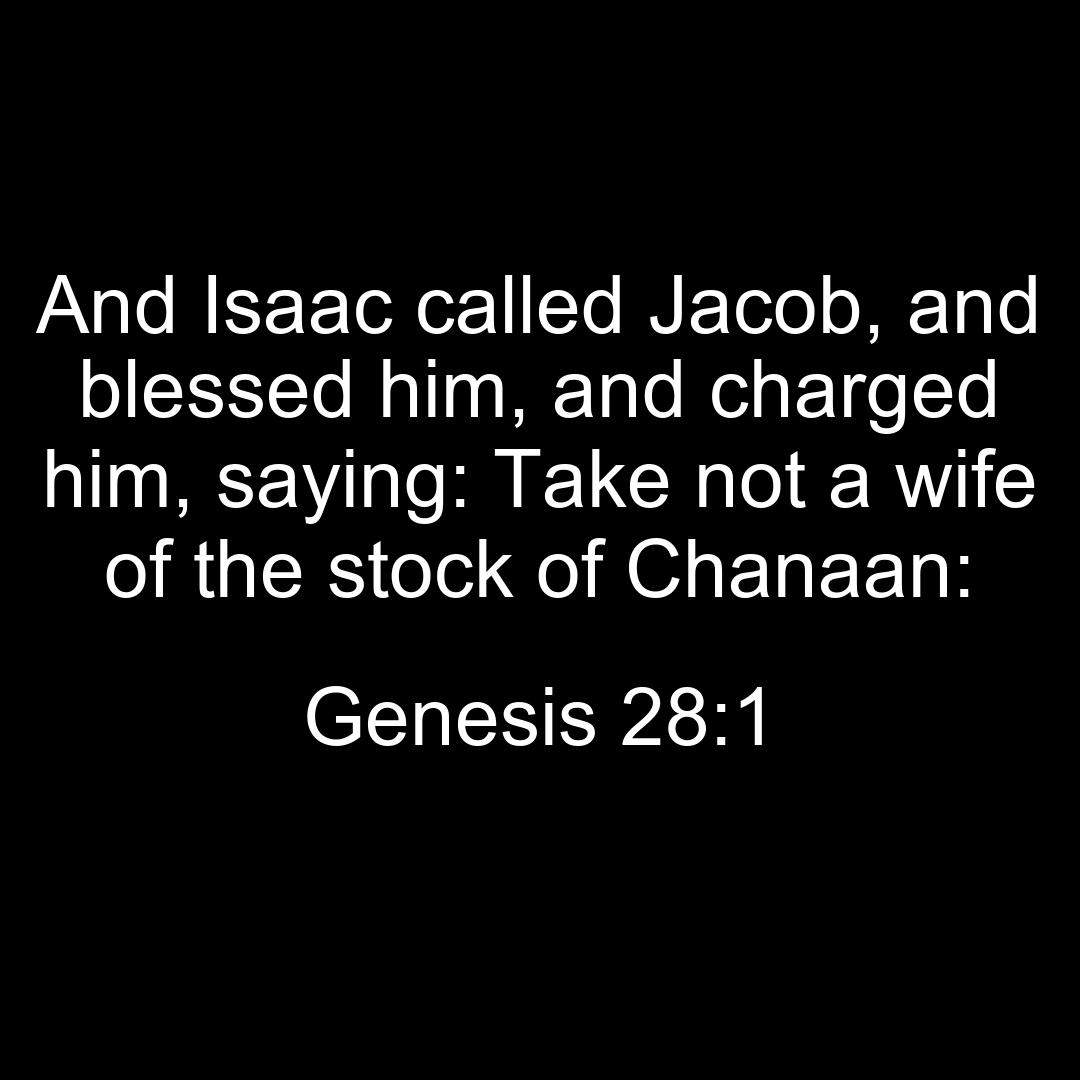 And Isaac called Jacob, and
blessed him, and charged
him, saying: Take not a wife
of the stock of Chanaan:
Genesis 28:1